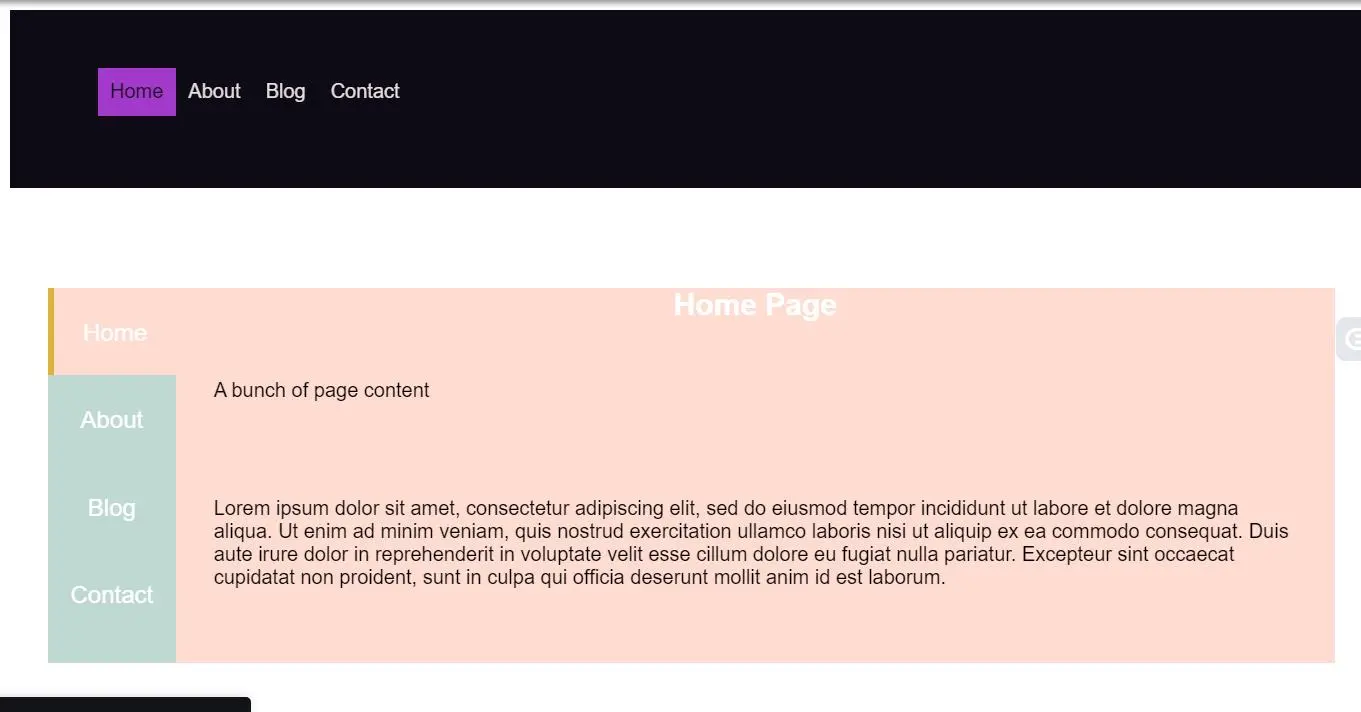 Home About Blog Contact
Home Page
Home
A bunch of page content
About
Blog
Lorem ipsum dolor sit amet, consectetur adipiscing elit, sed do eiusmod tempor incididunt ut labore et dolore magna
aliqua. Ut enim ad minim veniam, quis nostrud exercitation ullamco laboris nisi ut aliquip ex ea commodo consequat. Duis
aute irure dolor in reprehenderit in voluptate velit esse cillum dolore eu fugiat nulla pariatur. Excepteur sint occaecat
cupidatat non proident, sunt in culpa qui officia deserunt mollit anim id est laborum.
Contact